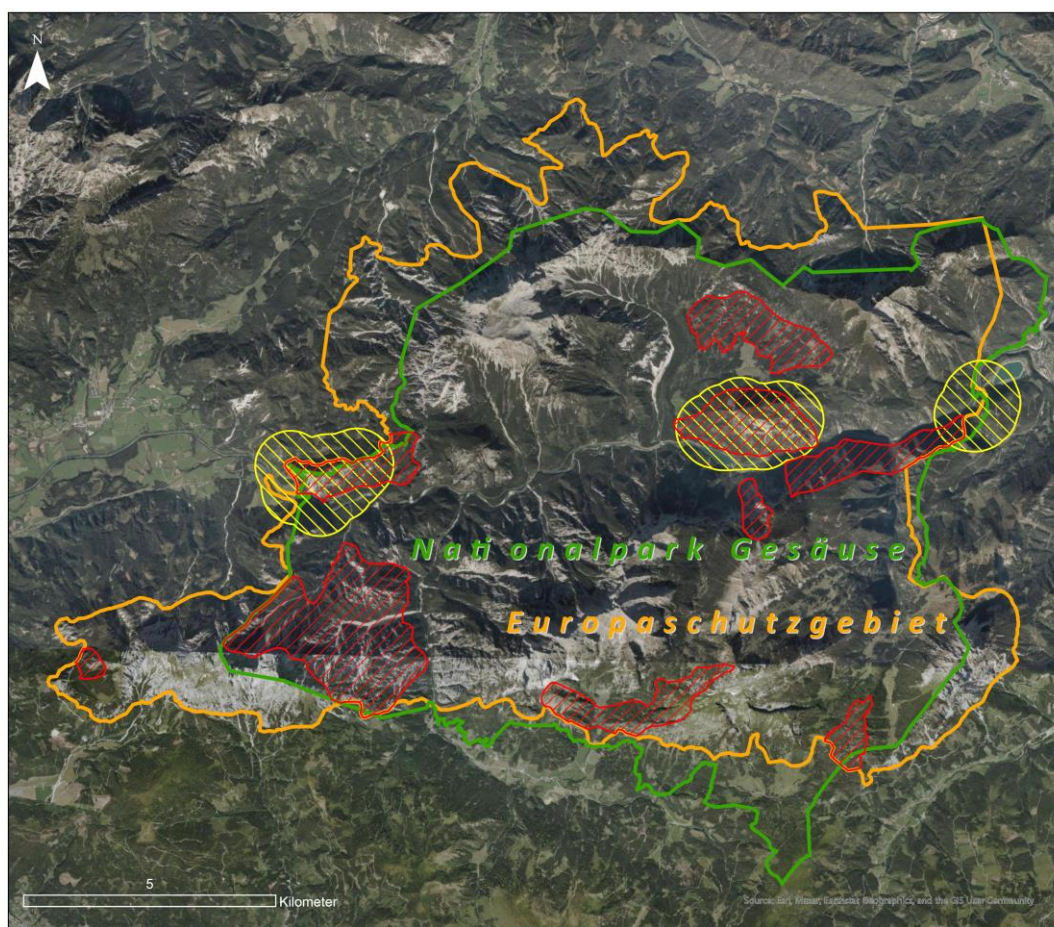 N
Nationalpark Gesäuse
Europaschutzgebiet
5
Kilometer
Source: Esri, Maxar, Earthstar Geographics, and the GIS User Community